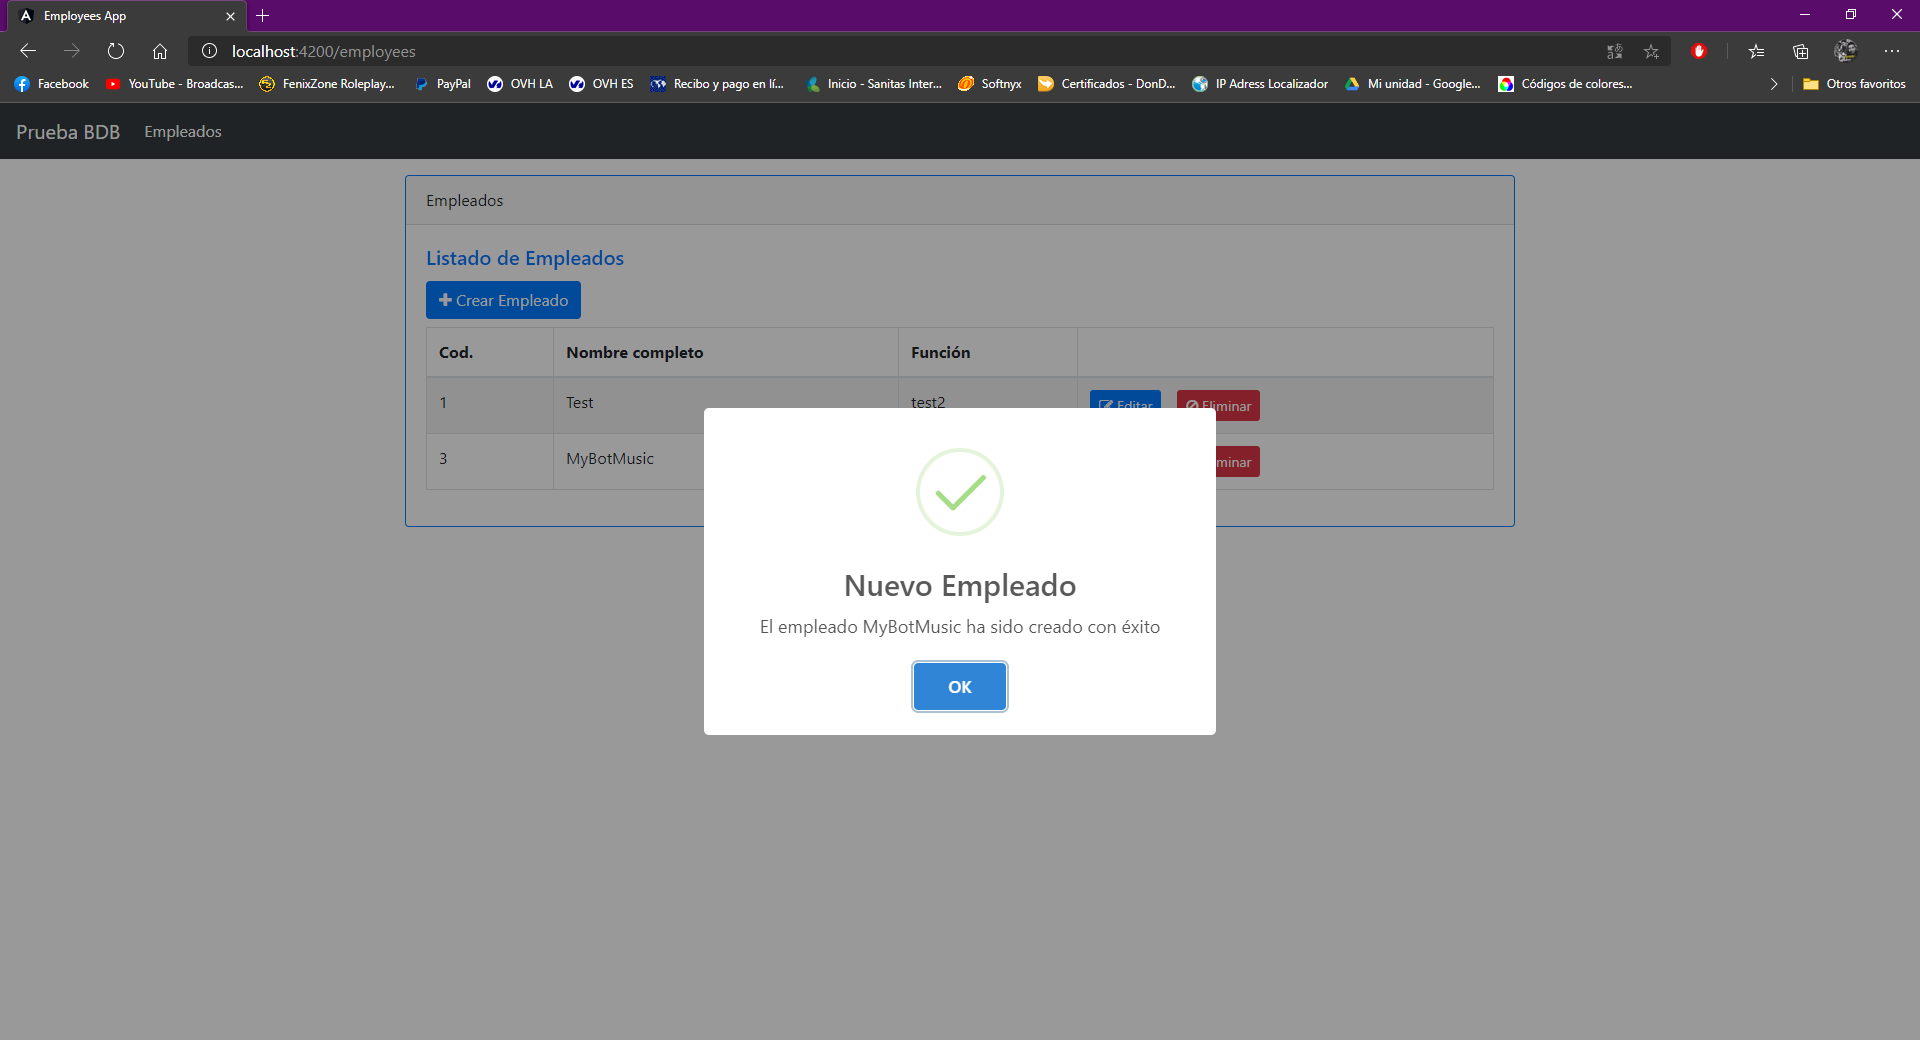 Employees App
localhost:4200/employees
Facebook YouTube - Broadcas... FenixZone Roleplay... PayPal OVH LA OVH ES Recibo y pago en lí... Inicio - Sanitas Inter... Softnyx Certificados - DonD... IP Adress Localizador Mi unidad - Google... Códigos de colores... Otros favoritos
Prueba BDB Empleados
Empleados
Listado de Empleados
Crear Empleado
Cod. Nombre completo Función
1 Test test2 Editar Eliminar
3 MyBotMusic minar
Nuevo Empleado
El empleado MyBotMusic ha sido creado con éxito
OK